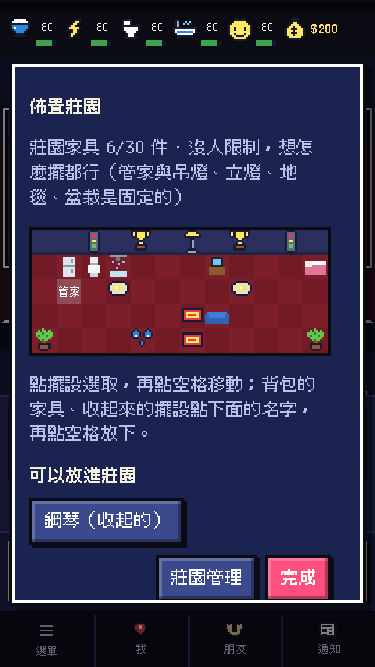 80 80 80 80 80 $200
佈置莊園
莊園家具 6/30 件・沒人限制，想怎
麼擺都行（管家與吊燈、立燈、地
毯、盆栽是固定的）
管家
點擺設選取，再點空格移動；背包的
家具、收起來的擺設點下面的名字，
再點空格放下。
可以放進莊園
鋼琴（收起的）
莊園管理 完成
選單 我 朋友 通知